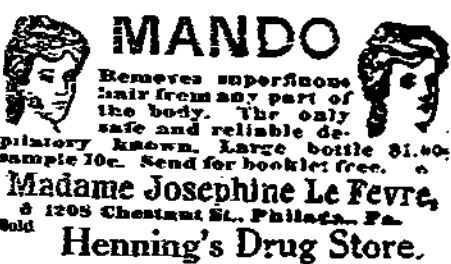 MANDO
Removes superfluous
hair from any part of
the body. The only
safe and reliable de-
pilatory known. Large bottle $1.00,
sample 10c. Send for booklet free.
Madame Josephine Le Fevre,
1208 Chestnut St., Philada., Pa.
Sold
Henning's Drug Store.